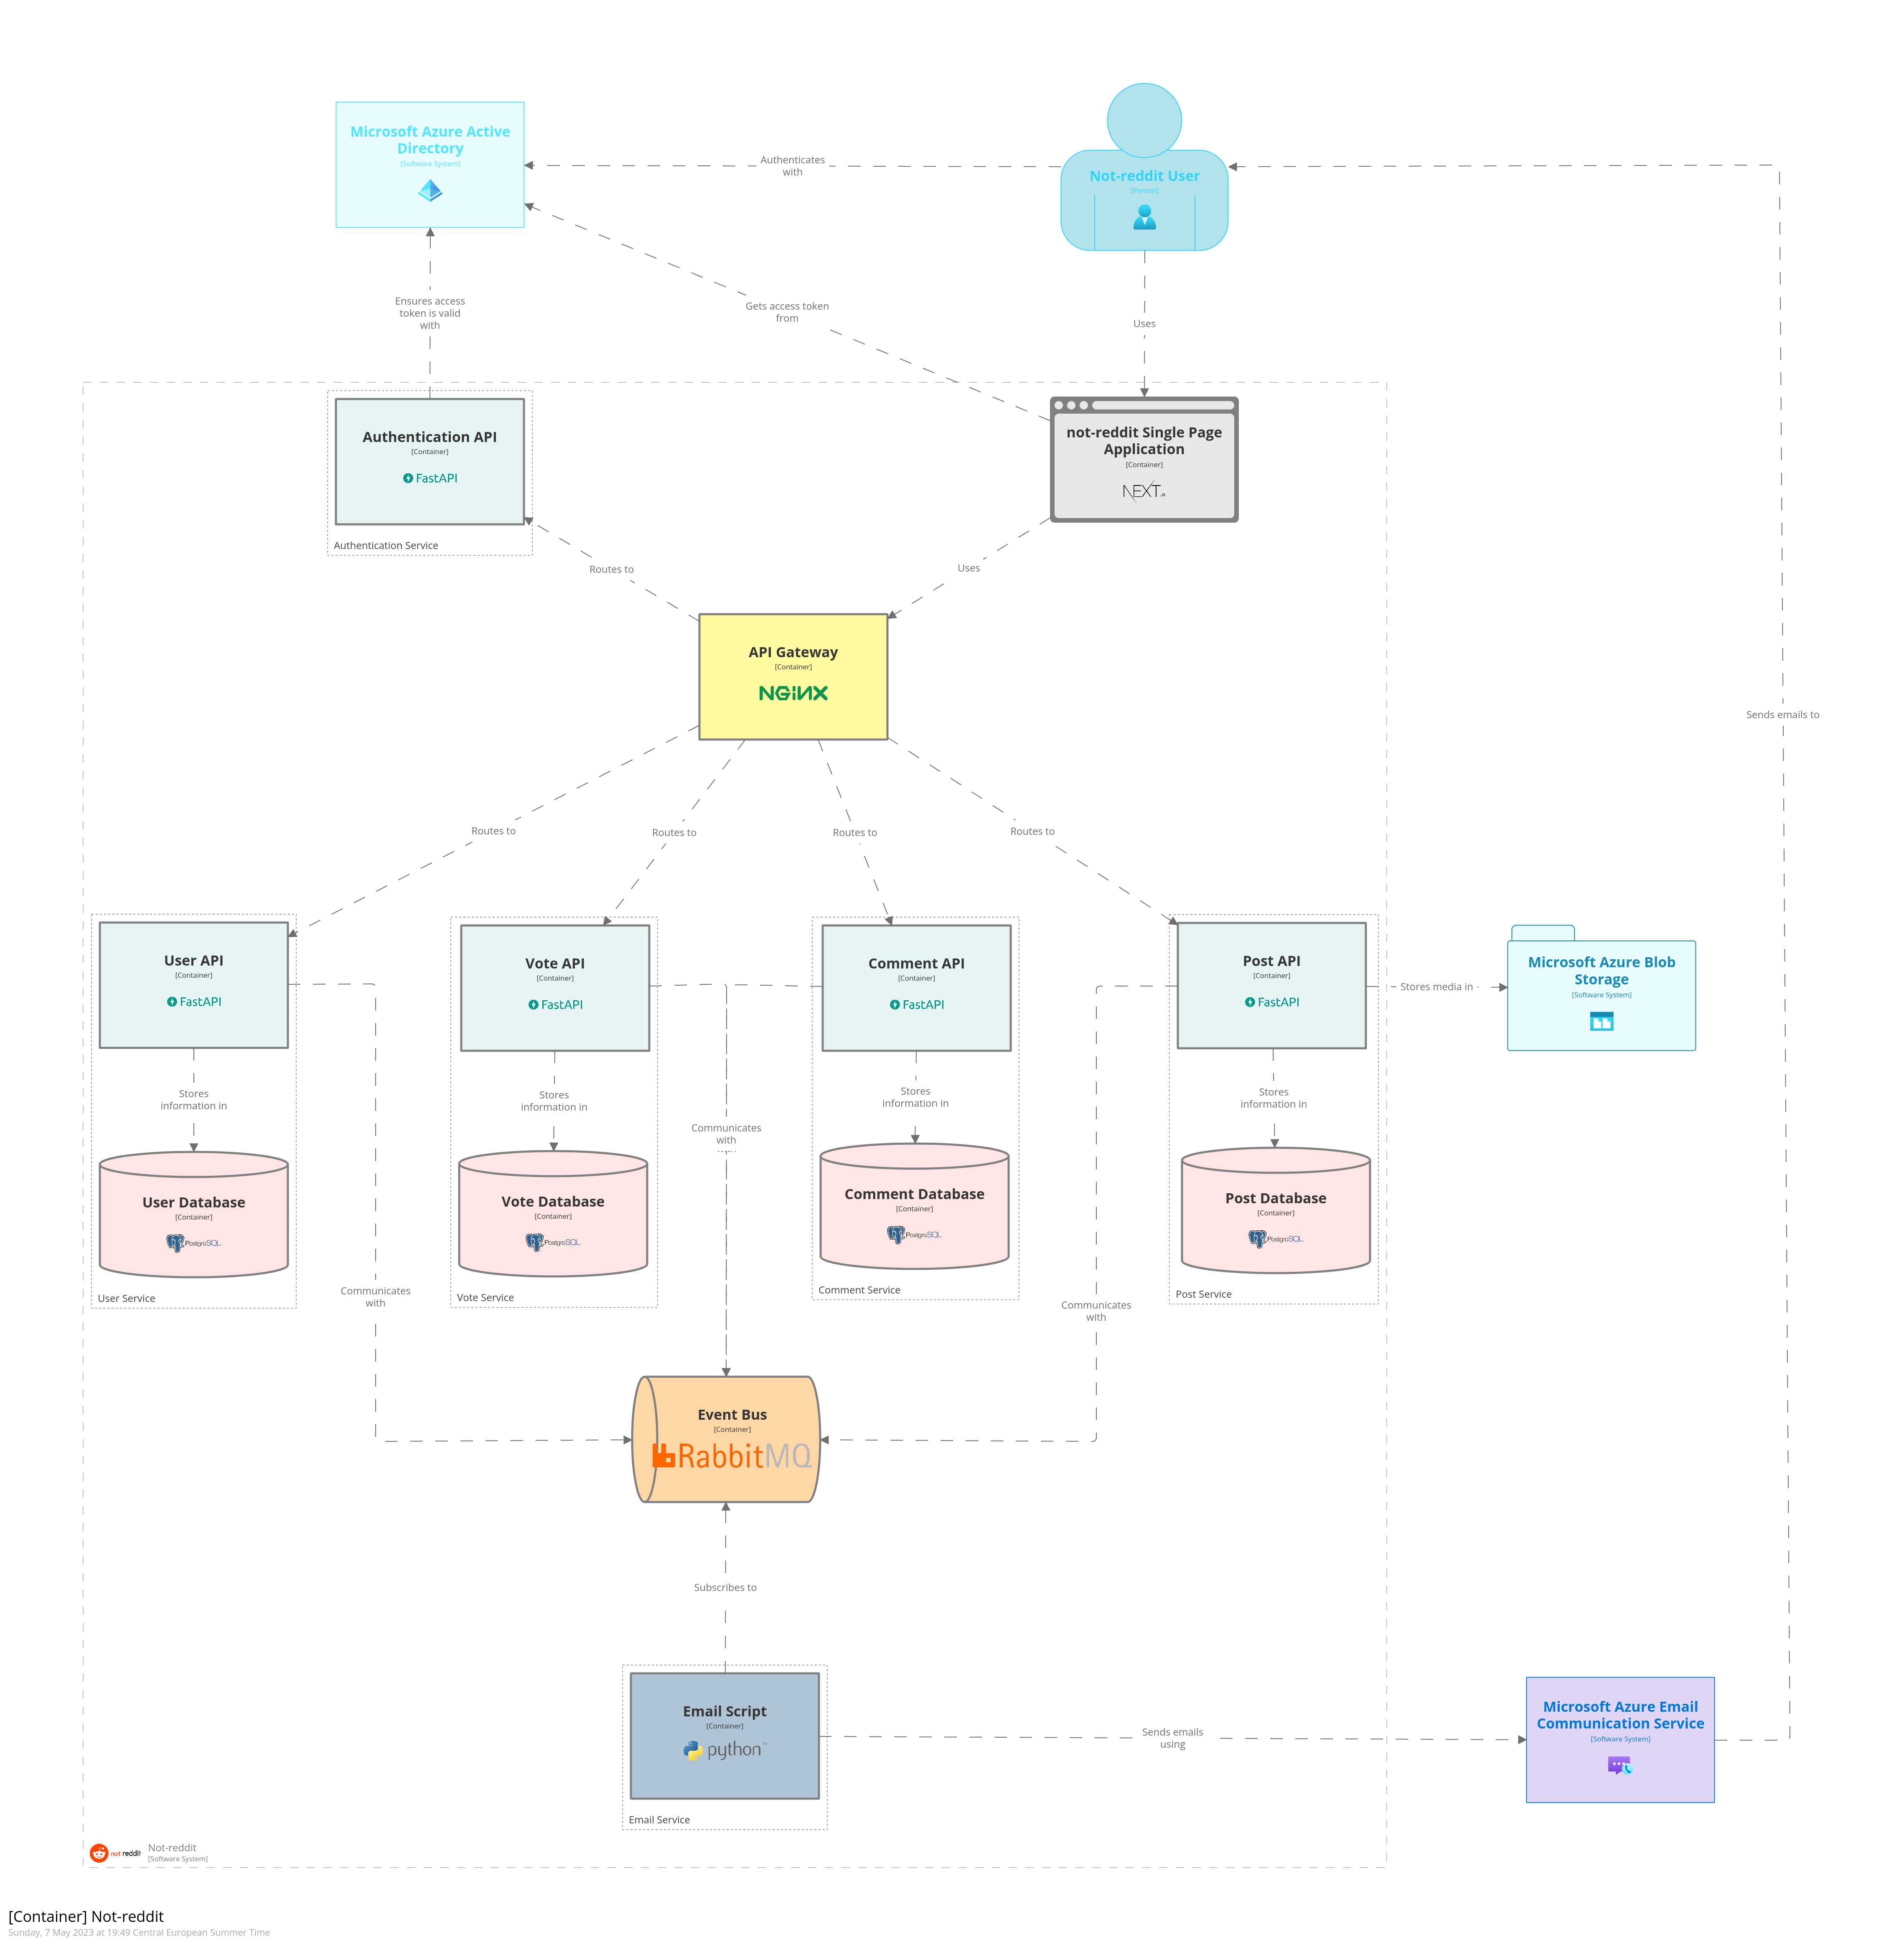 Microsoft Azure Active
Directory
[Software System]
Authenticates
with
Not-reddit User
[Person]
Ensures access
token is valid
with
Gets access token
from
Uses
Authentication API
[Container]
FastAPI
Authentication Service
not-reddit Single Page
Application
[Container]
NEXT.JS
Routes to
Uses
API Gateway
[Container]
NGINX
Sends emails to
Routes to
Routes to
Routes to
Routes to
User API
[Container]
FastAPI
Vote API
[Container]
FastAPI
Comment API
[Container]
FastAPI
Post API
[Container]
FastAPI
Stores media in
Microsoft Azure Blob
Storage
[Software System]
Stores
information in
Stores
information in
Communicates
with
Stores
information in
Stores
information in
User Database
[Container]
PostgreSQL
User Service
Vote Database
[Container]
PostgreSQL
Vote Service
Comment Database
[Container]
PostgreSQL
Comment Service
Post Database
[Container]
PostgreSQL
Post Service
Communicates
with
Communicates
with
Event Bus
[Container]
RabbitMQ
Subscribes to
Email Script
[Container]
python™
Email Service
Sends emails
using
Microsoft Azure Email
Communication Service
[Software System]
not reddit
Not-reddit
[Software System]
[Container] Not-reddit
Sunday, 7 May 2023 at 19:49 Central European Summer Time